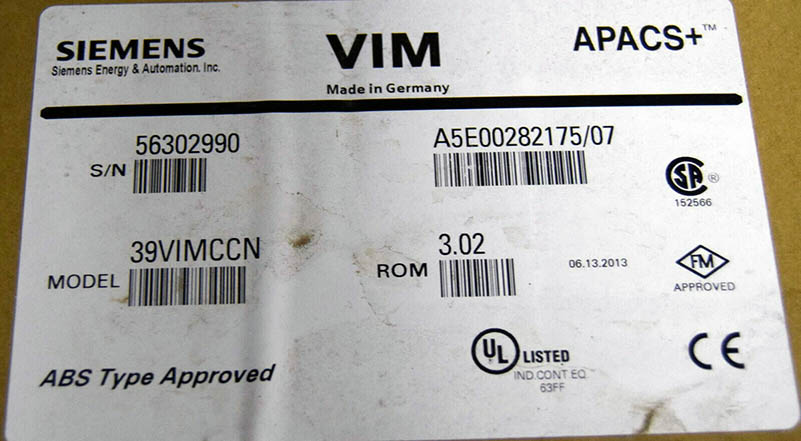 SIEMENS
Siemens Energy & Automation. Inc.
VIM
Made in Germany
APACS+™
S/N 56302990
A5E00282175/07
SA ®
152566
MODEL 39VIMCCN
ROM 3.02
06.13.2013
FM
APPROVED
ABS Type Approved
UL LISTED
IND.CONT.EQ
63FF
CE